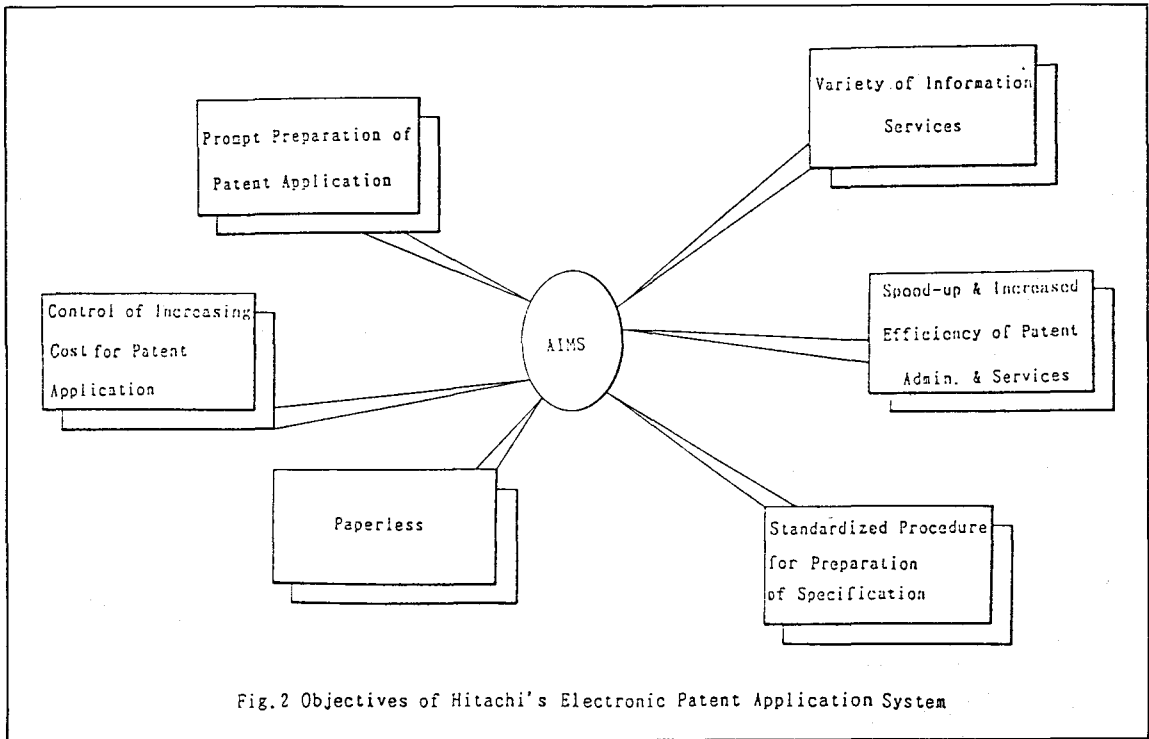 Prompt Preparation of
Patent Application
Variety of Information
Services
Control of Increasing
Cost for Patent
Application
AIMS
Speed-up & Increased
Efficiency of Patent
Admin. & Services
Paperless
Standardized Procedure
for Preparation
of Specification
Fig.2 Objectives of Hitachi's Electronic Patent Application System